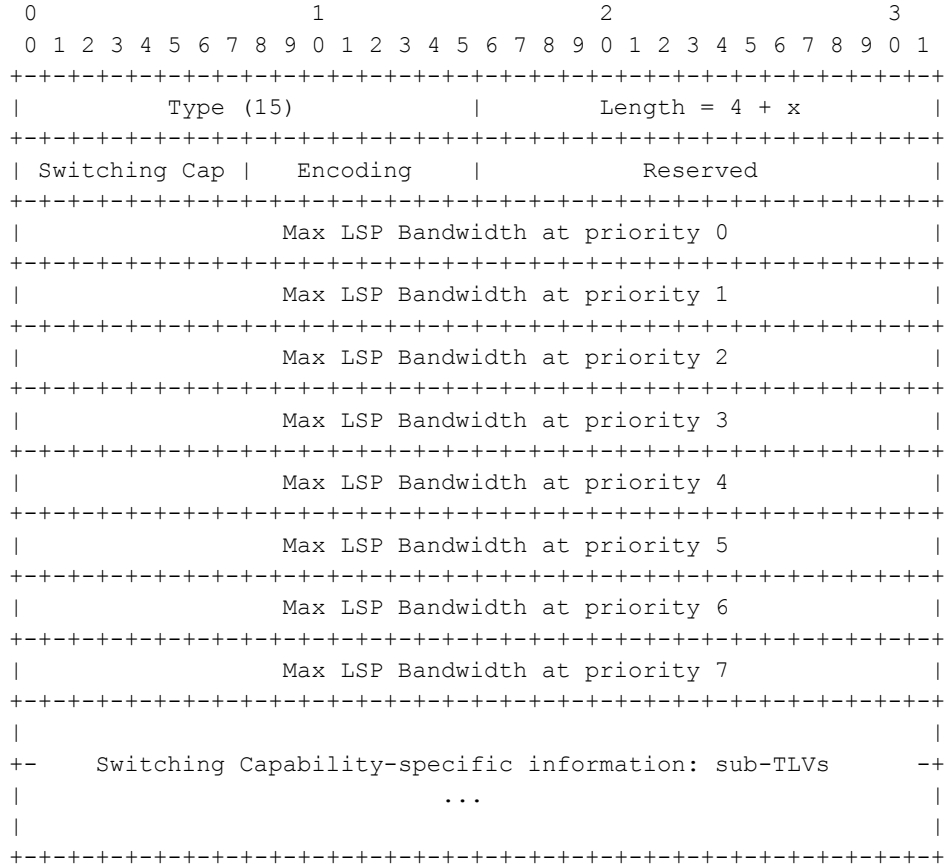 0                   1                   2                   3
 0 1 2 3 4 5 6 7 8 9 0 1 2 3 4 5 6 7 8 9 0 1 2 3 4 5 6 7 8 9 0 1
+-+-+-+-+-+-+-+-+-+-+-+-+-+-+-+-+-+-+-+-+-+-+-+-+-+-+-+-+-+-+-+-+
|          Type (15)            |        Length = 4 + x         |
+-+-+-+-+-+-+-+-+-+-+-+-+-+-+-+-+-+-+-+-+-+-+-+-+-+-+-+-+-+-+-+-+
| Switching Cap |   Encoding    |           Reserved            |
+-+-+-+-+-+-+-+-+-+-+-+-+-+-+-+-+-+-+-+-+-+-+-+-+-+-+-+-+-+-+-+-+
|                  Max LSP Bandwidth at priority 0              |
+-+-+-+-+-+-+-+-+-+-+-+-+-+-+-+-+-+-+-+-+-+-+-+-+-+-+-+-+-+-+-+-+
|                  Max LSP Bandwidth at priority 1              |
+-+-+-+-+-+-+-+-+-+-+-+-+-+-+-+-+-+-+-+-+-+-+-+-+-+-+-+-+-+-+-+-+
|                  Max LSP Bandwidth at priority 2              |
+-+-+-+-+-+-+-+-+-+-+-+-+-+-+-+-+-+-+-+-+-+-+-+-+-+-+-+-+-+-+-+-+
|                  Max LSP Bandwidth at priority 3              |
+-+-+-+-+-+-+-+-+-+-+-+-+-+-+-+-+-+-+-+-+-+-+-+-+-+-+-+-+-+-+-+-+
|                  Max LSP Bandwidth at priority 4              |
+-+-+-+-+-+-+-+-+-+-+-+-+-+-+-+-+-+-+-+-+-+-+-+-+-+-+-+-+-+-+-+-+
|                  Max LSP Bandwidth at priority 5              |
+-+-+-+-+-+-+-+-+-+-+-+-+-+-+-+-+-+-+-+-+-+-+-+-+-+-+-+-+-+-+-+-+
|                  Max LSP Bandwidth at priority 6              |
+-+-+-+-+-+-+-+-+-+-+-+-+-+-+-+-+-+-+-+-+-+-+-+-+-+-+-+-+-+-+-+-+
|                  Max LSP Bandwidth at priority 7              |
+-+-+-+-+-+-+-+-+-+-+-+-+-+-+-+-+-+-+-+-+-+-+-+-+-+-+-+-+-+-+-+-+
|                                                               |
+-    Switching Capability-specific information: sub-TLVs      -+
|                             ...                               |
|                                                               |
+-+-+-+-+-+-+-+-+-+-+-+-+-+-+-+-+-+-+-+-+-+-+-+-+-+-+-+-+-+-+-+-+